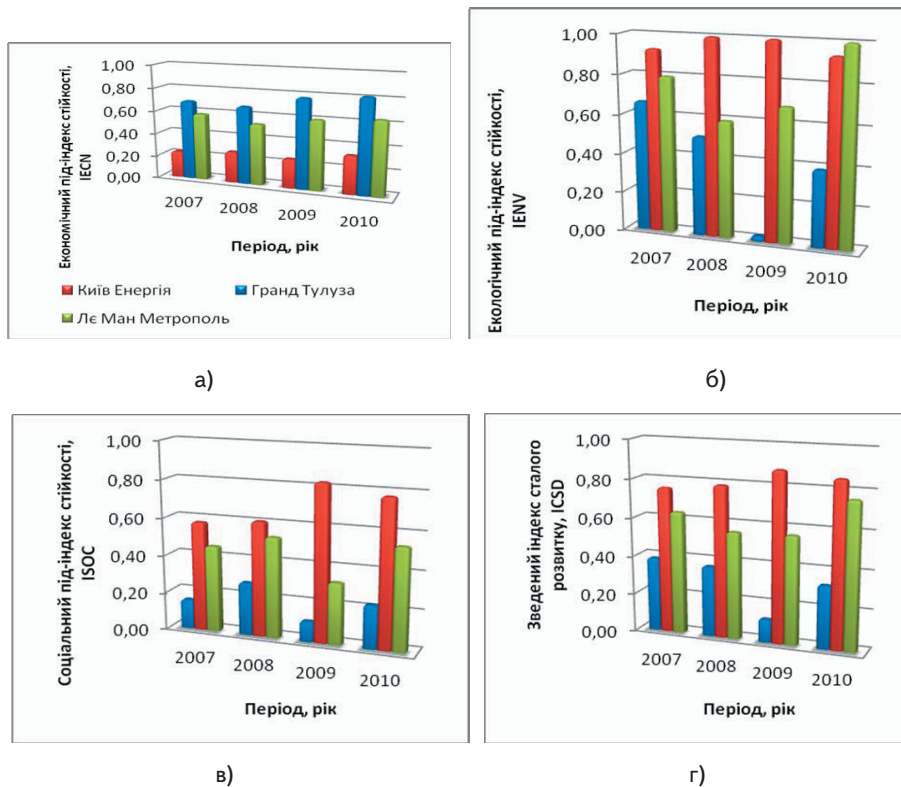 Економічний під-індекс стійкості,
IECN
1,00
0,80
0,60
0,40
0,20
0,00
2007
2008
2009
2010
Період, рік
Київ Енергія
Гранд Тулуза
Лє Ман Метрополь
а)
Екологічний під-індекс стійкості,
IENV
1,00
0,80
0,60
0,40
0,20
0,00
2007
2008
2009
2010
Період, рік
б)
Соціальний під-індекс стійкості,
ISOC
1,00
0,80
0,60
0,40
0,20
0,00
2007
2008
2009
2010
Період, рік
в)
Зведений індекс сталого
розвитку, ICSD
1,00
0,80
0,60
0,40
0,20
0,00
2007
2008
2009
2010
Період, рік
г)